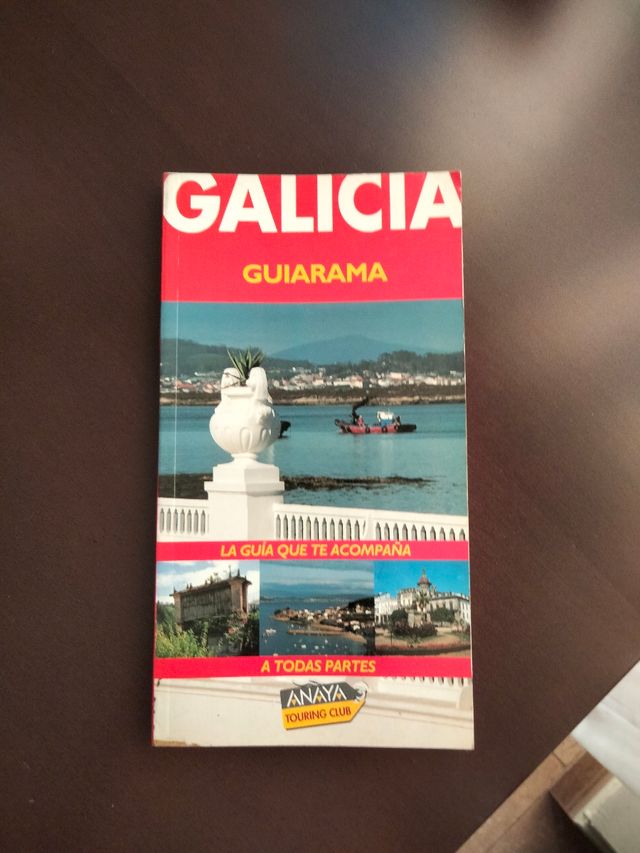 GALICIA
GUIARAMA
LA GUÍA QUE TE ACOMPAÑA
A TODAS PARTES
ANAYA
TOURING CLUB